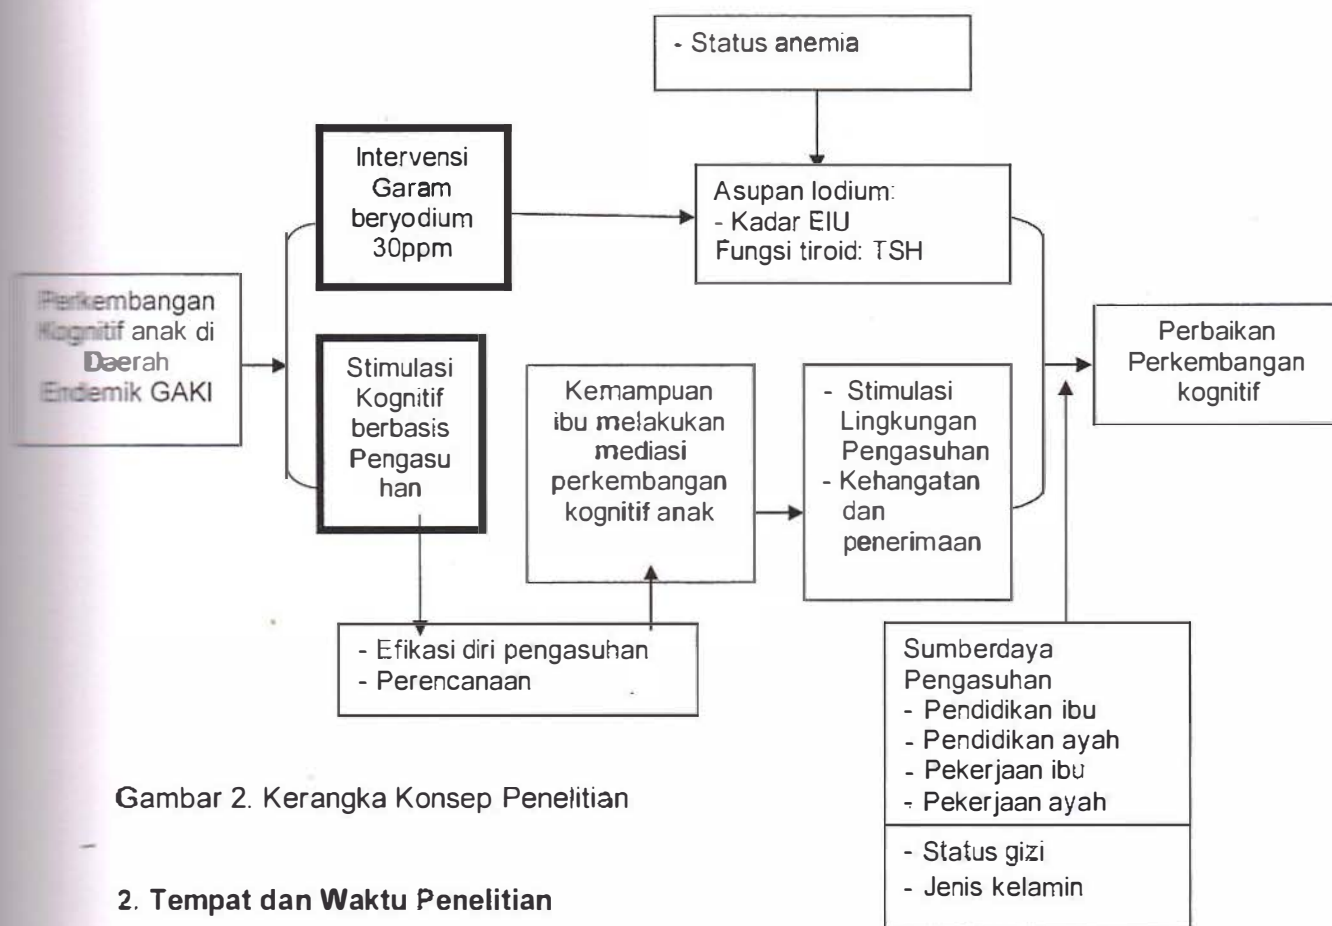 - Status anemia
Intervensi
Garam
beryodium
30ppm
Asupan Iodium:
- Kadar EIU
Fungsi tiroid: TSH
Perkembangan
Kognitif anak di
Daerah
Endemik GAKI
Stimulasi
Kognitif
berbasis
Pengasu
han
Kemampuan
ibu melakukan
mediasi
perkembangan
kognitif anak
- Stimulasi
Lingkungan
Pengasuhan
- Kehangatan
dan
penerimaan
Perbaikan
Perkembangan
kognitif
- Efikasi diri pengasuhan
- Perencanaan
Sumberdaya
Pengasuhan
- Pendidikan ibu
- Pendidikan ayah
- Pekerjaan ibu
- Pekerjaan ayah
- Status gizi
- Jenis kelamin
Gambar 2. Kerangka Konsep Penelitian
2. Tempat dan Waktu Penelitian